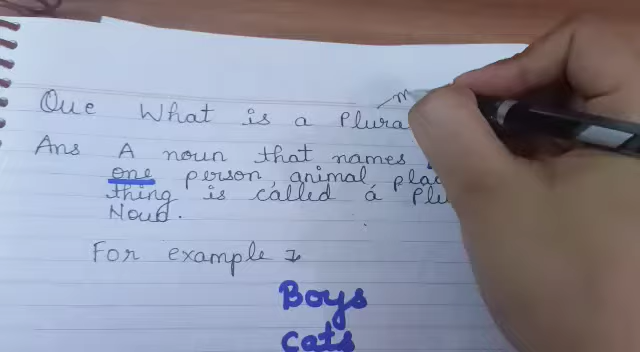 Que What is a Plura
Ans A noun that names
one person, animal, plac
thing is called a Pl
Noun.
For example :
Boys
Cats